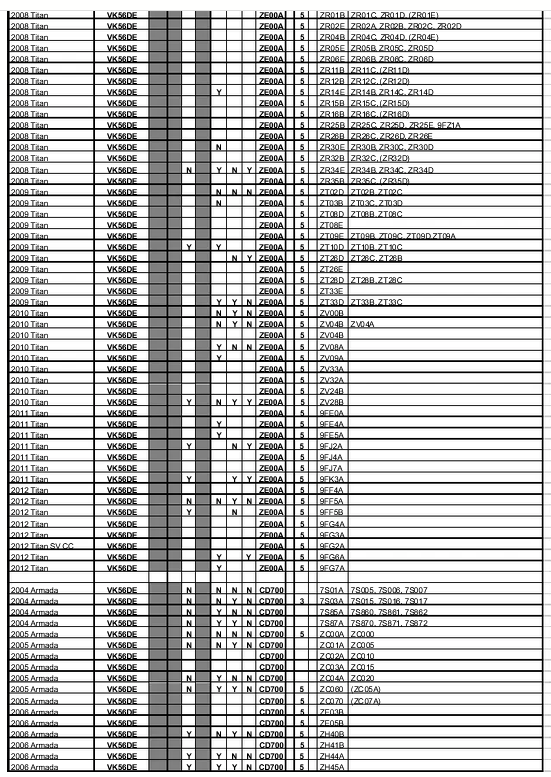 2008 Titan VK56DE ZE00A 5 ZR01B ZR01C, ZR01D, (ZR01E)
2008 Titan VK56DE ZE00A 5 ZR02E ZR02A, ZR02B, ZR02C, ZR02D
2008 Titan VK56DE ZE00A 5 ZR04B ZR04C, ZR04D, (ZR04E)
2008 Titan VK56DE ZE00A 5 ZR05E ZR05B, ZR05C, ZR05D
2008 Titan VK56DE ZE00A 5 ZR06E ZR06B, ZR06C, ZR06D
2008 Titan VK56DE ZE00A 5 ZR11B ZR11C, (ZR11D)
2008 Titan VK56DE ZE00A 5 ZR12B ZR12C, (ZR12D)
2008 Titan VK56DE Y ZE00A 5 ZR14E ZR14B, ZR14C, ZR14D
2008 Titan VK56DE ZE00A 5 ZR15B ZR15C, (ZR15D)
2008 Titan VK56DE ZE00A 5 ZR16B ZR16C, (ZR16D)
2008 Titan VK56DE ZE00A 5 ZR25B ZR25C, ZR25D, ZR25E, 9FZ1A
2008 Titan VK56DE ZE00A 5 ZR26B ZR26C, ZR26D, ZR26E
2008 Titan VK56DE N ZE00A 5 ZR30E ZR30B, ZR30C, ZR30D
2008 Titan VK56DE ZE00A 5 ZR32B ZR32C, (ZR32D)
2008 Titan VK56DE N Y N Y ZE00A 5 ZR34E ZR34B, ZR34C, ZR34D
2008 Titan VK56DE ZE00A 5 ZR35B ZR35C, (ZR35D)
2009 Titan VK56DE N N N ZE00A 5 ZT02D ZT02B, ZT02C
2009 Titan VK56DE N ZE00A 5 ZT03B ZT03C, ZT03D
2009 Titan VK56DE ZE00A 5 ZT08D ZT08B, ZT08C
2009 Titan VK56DE ZE00A 5 ZT08E
2009 Titan VK56DE ZE00A 5 ZT09E ZT09B, ZT09C, ZT09D, ZT09A
2009 Titan VK56DE Y Y ZE00A 5 ZT10D ZT10B, ZT10C
2009 Titan VK56DE N Y ZE00A 5 ZT26D ZT26C, ZT26B
2009 Titan VK56DE ZE00A 5 ZT26E
2009 Titan VK56DE ZE00A 5 ZT28D ZT28B, ZT28C
2009 Titan VK56DE ZE00A 5 ZT33E
2009 Titan VK56DE Y Y N ZE00A 5 ZT33D ZT33B, ZT33C
2010 Titan VK56DE N Y N ZE00A 5 ZV00B
2010 Titan VK56DE N Y N ZE00A 5 ZV04B ZV04A
2010 Titan VK56DE ZE00A 5 ZV04B
2010 Titan VK56DE Y N N ZE00A 5 ZV08A
2010 Titan VK56DE Y ZE00A 5 ZV09A
2010 Titan VK56DE ZE00A 5 ZV33A
2010 Titan VK56DE ZE00A 5 ZV32A
2010 Titan VK56DE ZE00A 5 ZV24B
2010 Titan VK56DE Y N Y Y ZE00A 5 ZV28B
2011 Titan VK56DE ZE00A 5 9FE0A
2011 Titan VK56DE Y ZE00A 5 9FE4A
2011 Titan VK56DE Y ZE00A 5 9FE5A
2011 Titan VK56DE Y N Y ZE00A 5 9FJ2A
2011 Titan VK56DE ZE00A 5 9FJ4A
2011 Titan VK56DE ZE00A 5 9FJ7A
2011 Titan VK56DE Y Y Y ZE00A 5 9FK3A
2012 Titan VK56DE ZE00A 5 9FF4A
2012 Titan VK56DE N N Y N ZE00A 5 9FF5A
2012 Titan VK56DE Y N ZE00A 5 9FF5B
2012 Titan VK56DE ZE00A 5 9FG4A
2012 Titan VK56DE ZE00A 5 9FG3A
2012 Titan SV CC VK56DE ZE00A 5 9FG2A
2012 Titan VK56DE Y Y ZE00A 5 9FG6A
2012 Titan VK56DE Y ZE00A 5 9FG7A
2004 Armada VK56DE N N N N CD700 7S01A 7S005, 7S006, 7S007
2004 Armada VK56DE N N Y N CD700 3 7S03A 7S015, 7S016, 7S017
2004 Armada VK56DE N Y N N CD700 7S85A 7S860, 7S861, 7S862
2004 Armada VK56DE N Y Y N CD700 7S87A 7S870, 7S871, 7S872
2005 Armada VK56DE N N N N CD700 5 ZC00A ZC000
2005 Armada VK56DE N N Y N CD700 ZC01A ZC005
2005 Armada VK56DE CD700 ZC02A ZC010
2005 Armada VK56DE CD700 ZC03A ZC015
2005 Armada VK56DE N Y N N CD700 ZC04A ZC020
2005 Armada VK56DE N Y Y N CD700 5 ZC060 (ZC05A)
2005 Armada VK56DE CD700 5 ZC070 (ZC07A)
2006 Armada VK56DE CD700 5 ZE03B
2006 Armada VK56DE CD700 5 ZE05B
2006 Armada VK56DE Y N Y N CD700 5 ZH40B
2006 Armada VK56DE CD700 5 ZH41B
2006 Armada VK56DE Y Y N N CD700 5 ZH44A
2006 Armada VK56DE Y Y Y N CD700 5 ZH45A